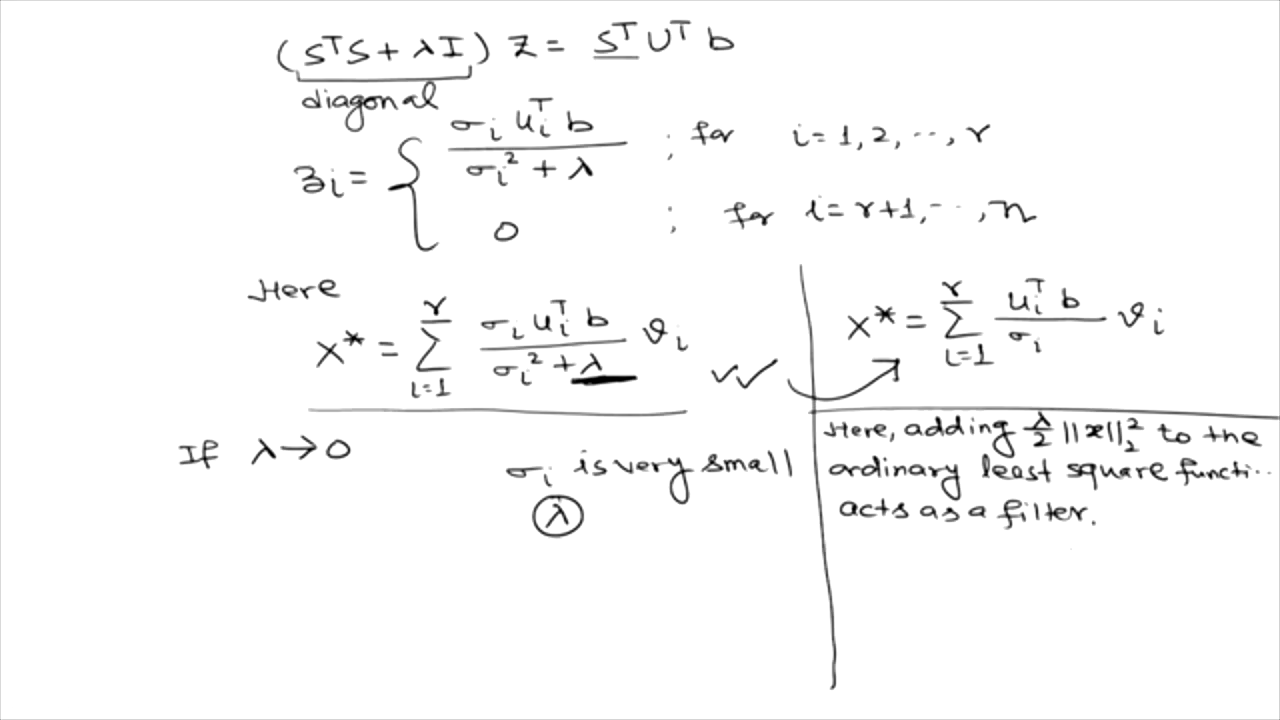 (SᵀS + λI) z = SᵀUᵀb
diagonal
zᵢ = { σᵢ uᵢᵀ b / (σᵢ² + λ) ; for i = 1, 2, ‥, r
0 ; for i = r+1, ‥, n
Here
x* = Σᵢ₌₁ʳ (σᵢ uᵢᵀ b / (σᵢ² + λ)) vᵢ
If λ → 0
σᵢ is very small
λ
x* = Σᵢ₌₁ʳ (uᵢᵀ b / σᵢ) vᵢ
Here, adding λ/2 ||x||₂² to the
ordinary least square functi..
acts as a filter.